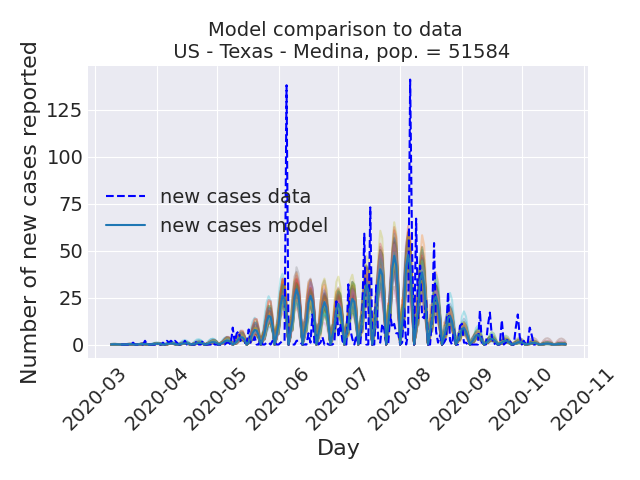 Model comparison to data
US - Texas - Medina, pop. = 51584
Number of new cases reported
125
100
75
50
25
0
new cases data
new cases model
2020-03
2020-04
2020-05
2020-06
2020-07
2020-08
2020-09
2020-10
2020-11
Day